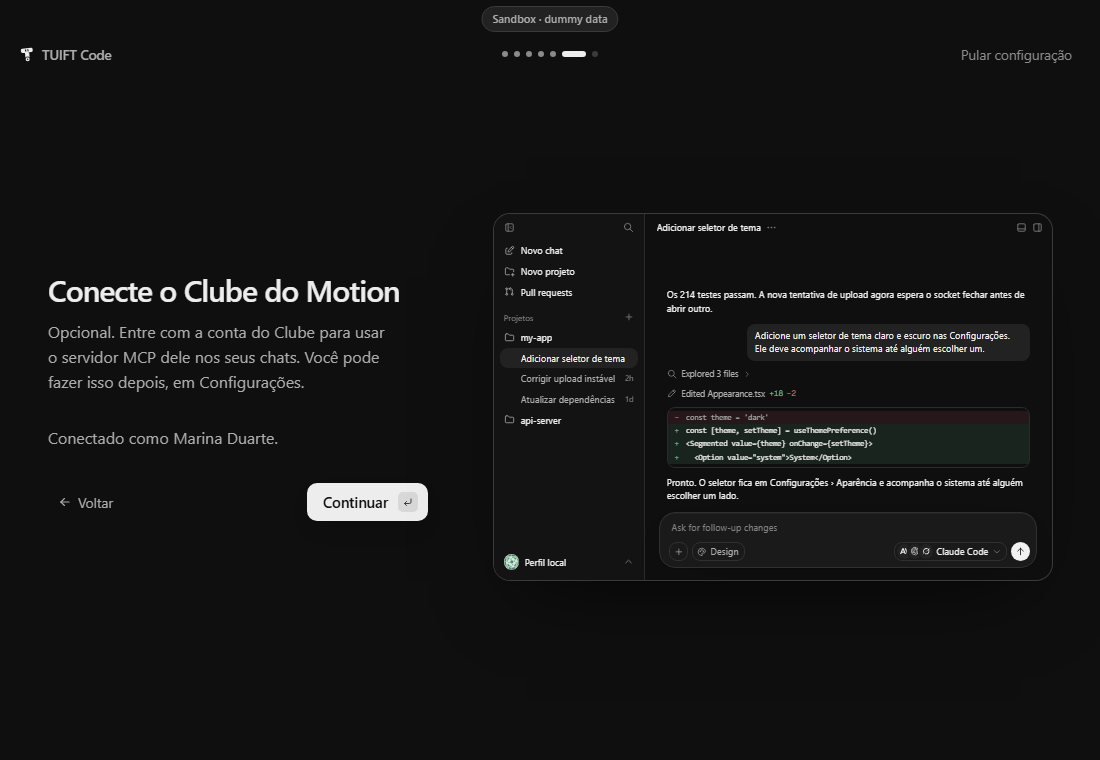 Sandbox · dummy data
TUIFT Code
Pular configuração
Conecte o Clube do Motion
Opcional. Entre com a conta do Clube para usar
o servidor MCP dele nos seus chats. Você pode
fazer isso depois, em Configurações.
Conectado como Marina Duarte.
← Voltar
Continuar
Novo chat
Novo projeto
Pull requests
Projetos
my-app
Adicionar seletor de tema
Corrigir upload instável 2h
Atualizar dependências 1d
api-server
Perfil local
Adicionar seletor de tema ···
Os 214 testes passam. A nova tentativa de upload agora espera o socket fechar antes de
abrir outro.
Adicione um seletor de tema claro e escuro nas Configurações.
Ele deve acompanhar o sistema até alguém escolher um.
Explored 3 files
Edited Appearance.tsx +18 -2
- const theme = 'dark'
+ const [theme, setTheme] = useThemePreference()
+ <Segmented value={theme} onChange={setTheme}>
+ <Option value="system">System</Option>
Pronto. O seletor fica em Configurações › Aparência e acompanha o sistema até alguém
escolher um lado.
Ask for follow-up changes
Design
Claude Code